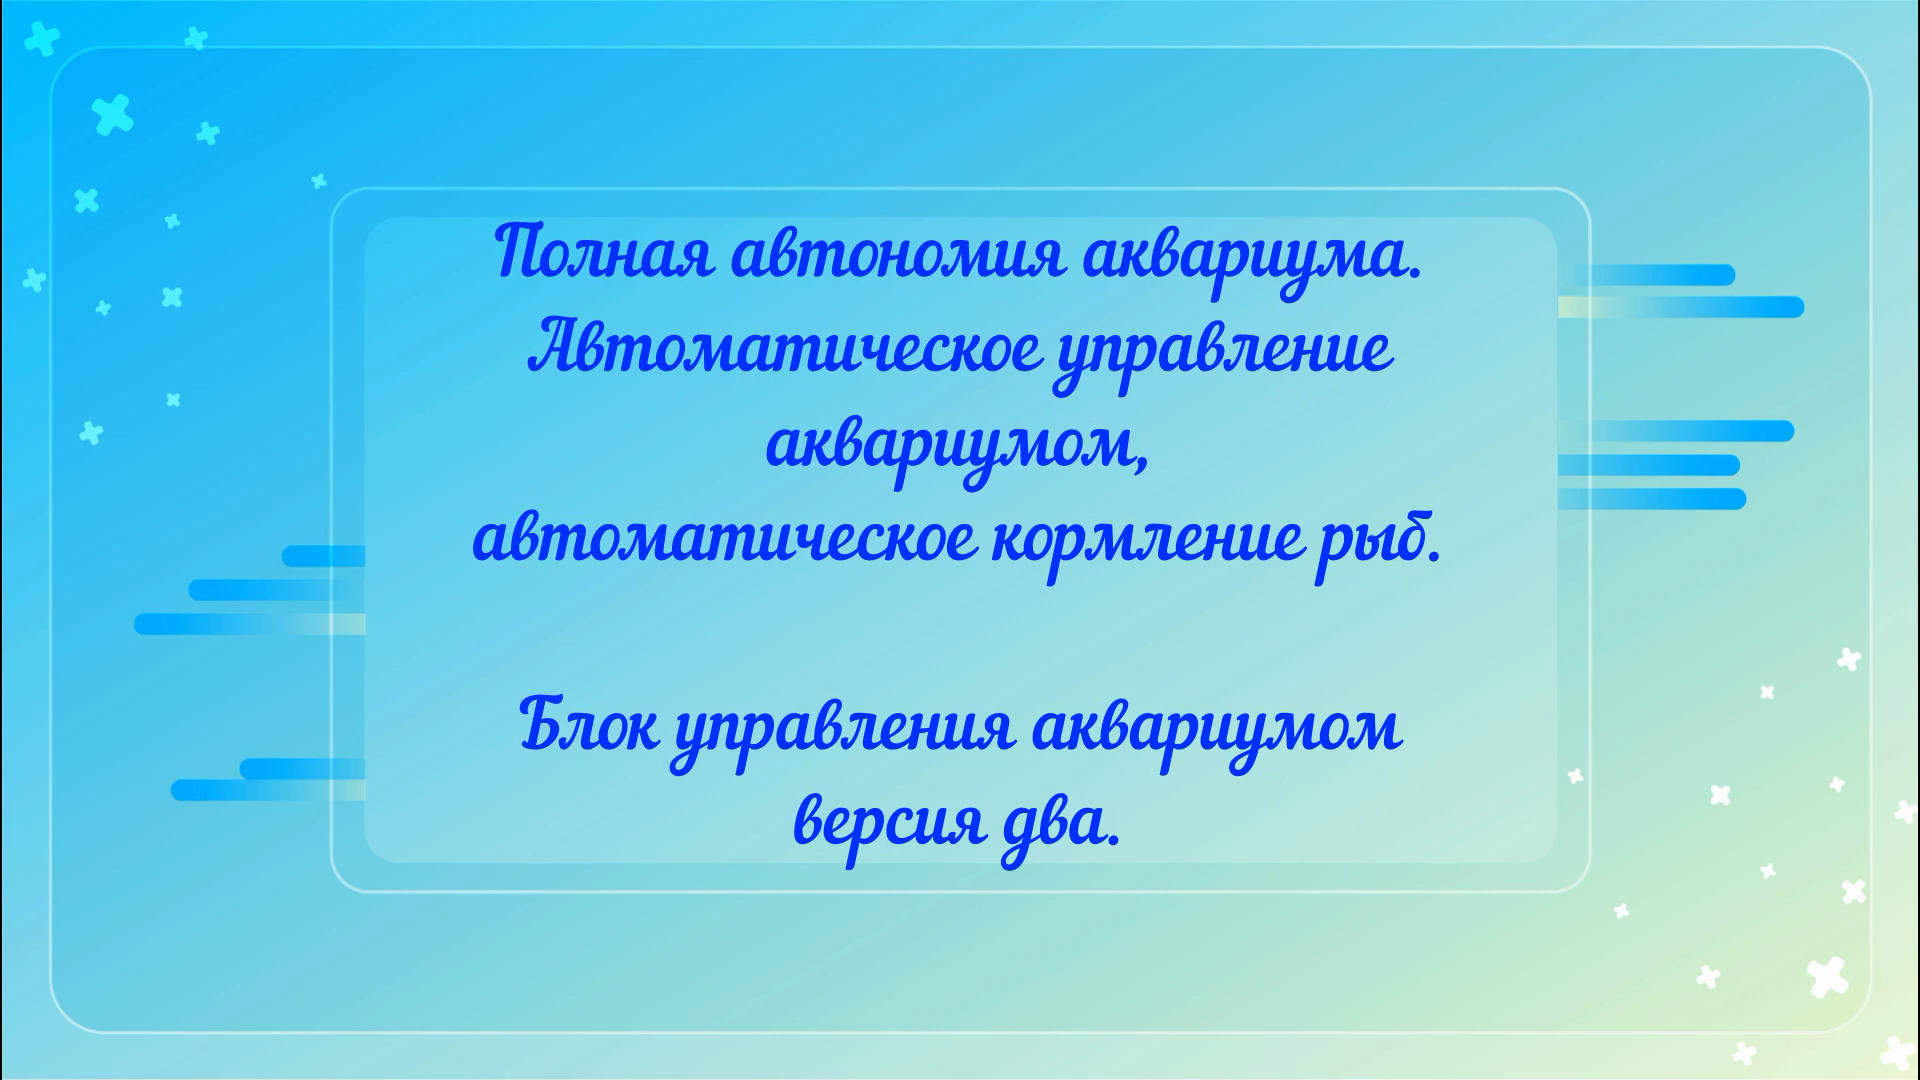 Полная автономия аквариума.
Автоматическое управление
аквариумом,
автоматическое кормление рыб.
Блок управления аквариумом
версия два.